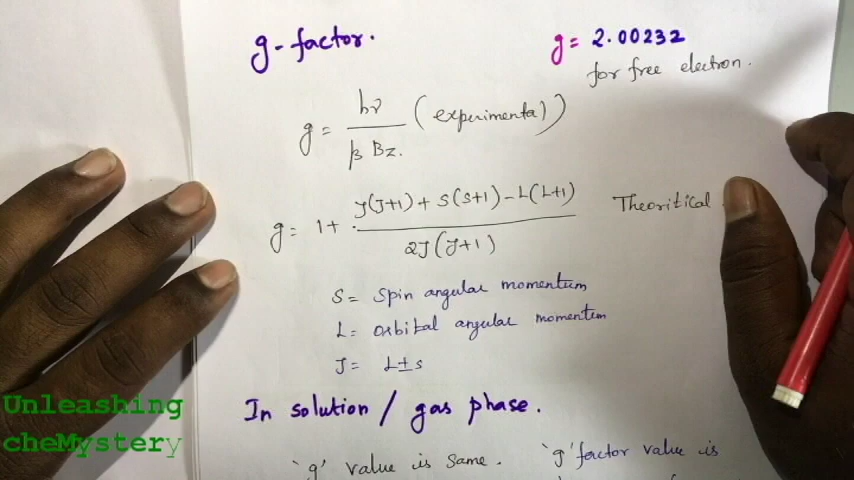 g-factor.
g = 2.00232
for free electron.
g = hν / β Bz. (experimental)
g = 1+ J(J+1) + S(S+1) - L(L+1) / 2J(J+1) Theoritical
S = Spin angular momentum
L = orbital angular momentum
J = L±s
In solution / gas phase.
'g' value is same.
'g' factor value is
Unleashing
cheMystery